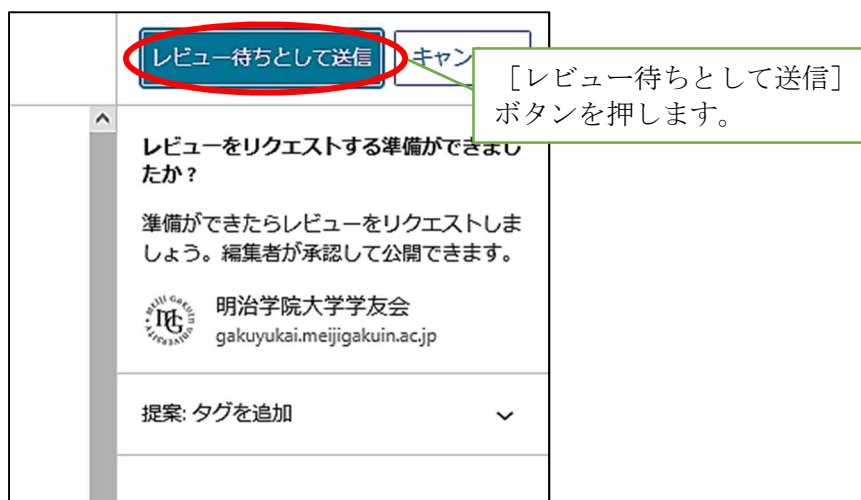 レビュー待ちとして送信
キャン
［レビュー待ちとして送信］
ボタンを押します。
レビューをリクエストする準備ができまし
たか？
準備ができたらレビューをリクエストしま
しょう。編集者が承認して公開できます。
MG
明治学院大学学友会
gakuyukai.meijigakuin.ac.jp
提案: タグを追加